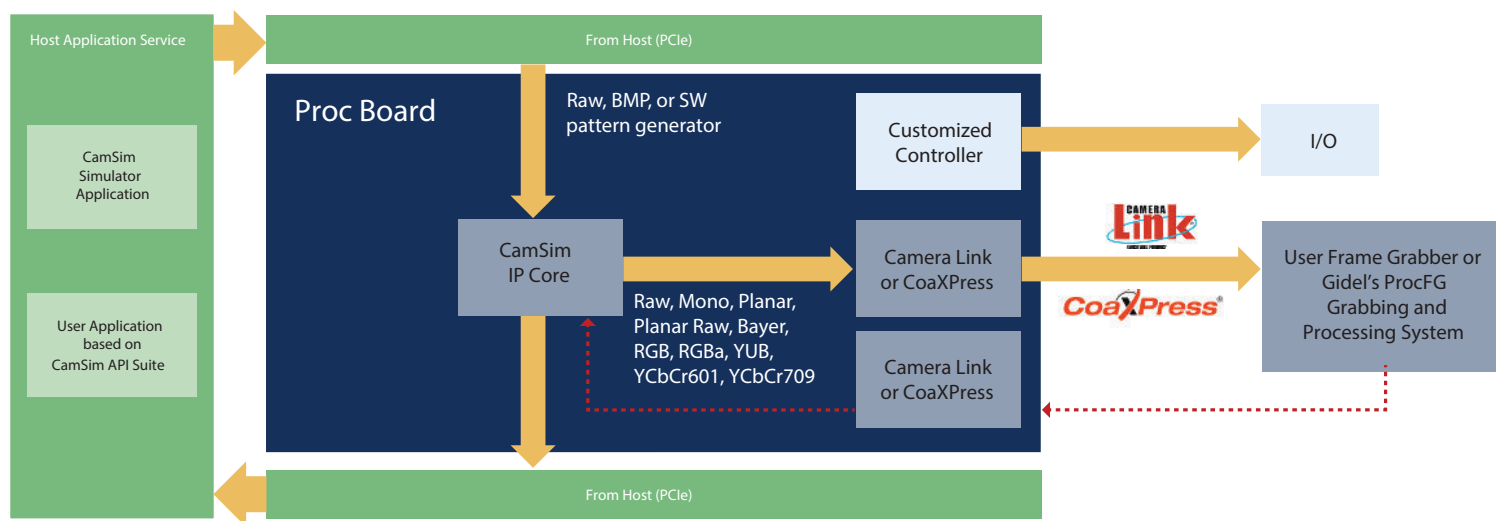 Host Application Service
CamSim
Simulator
Application
User Application
based on
CamSim API Suite
From Host (PCIe)
Proc Board
Raw, BMP, or SW
pattern generator
Customized
Controller
I/O
CamSim
IP Core
Camera Link
or CoaXPress
CAMERA
Link
CoaXPress®
User Frame Grabber or
Gidel's ProcFG
Grabbing and
Processing System
Raw, Mono, Planar,
Planar Raw, Bayer,
RGB, RGBa, YUB,
YCbCr601, YCbCr709
Camera Link
or CoaXPress
From Host (PCIe)